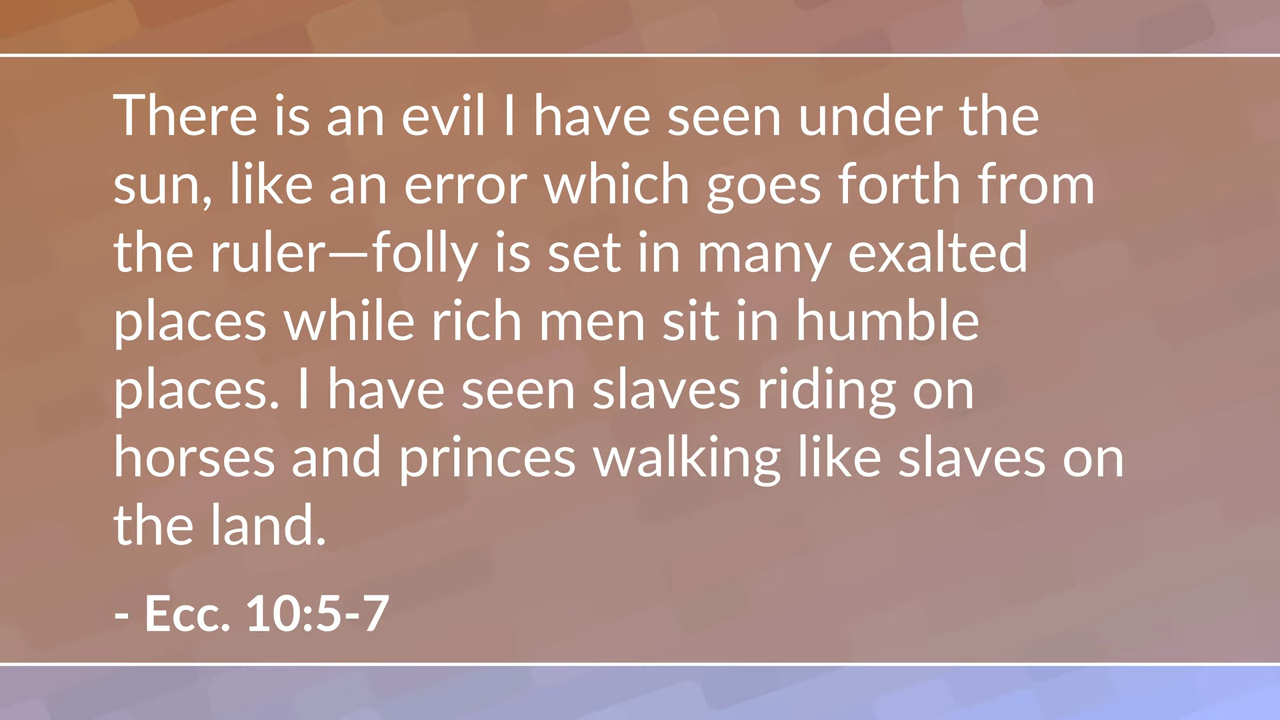 There is an evil I have seen under the
sun, like an error which goes forth from
the ruler—folly is set in many exalted
places while rich men sit in humble
places. I have seen slaves riding on
horses and princes walking like slaves on
the land.
- Ecc. 10:5-7